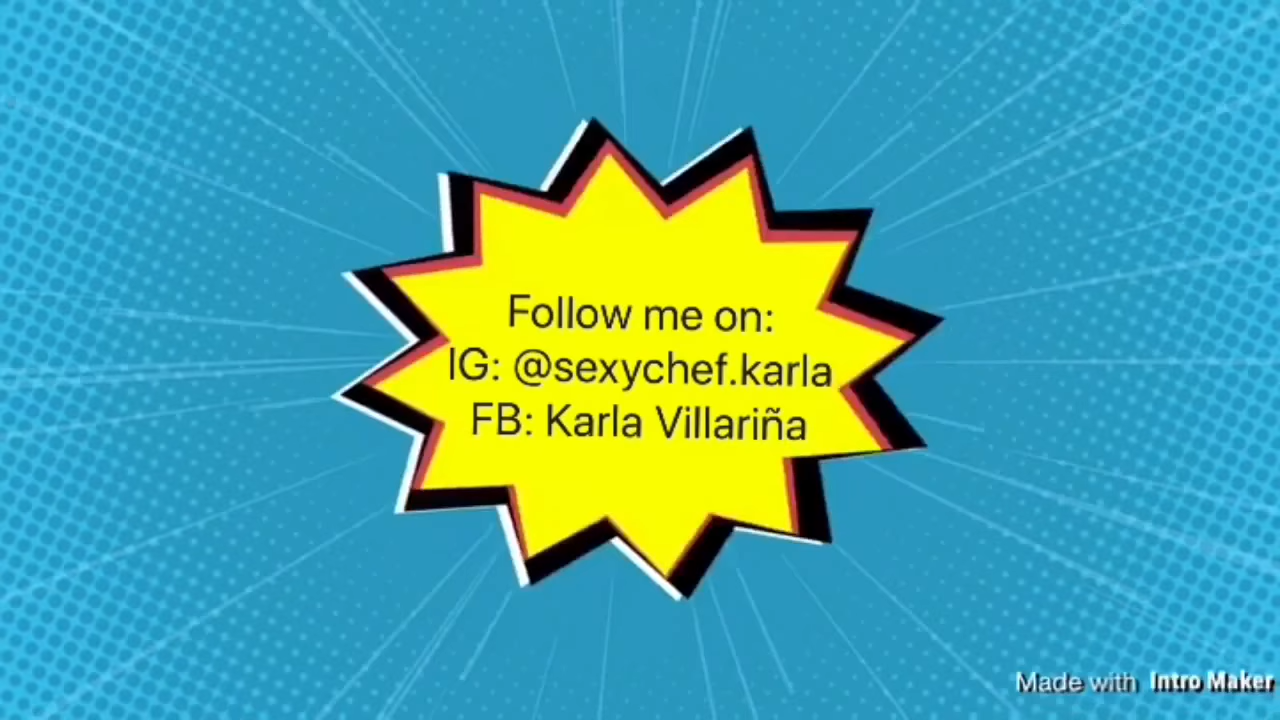 Follow me on:
IG: @sexychef.karla
FB: Karla Villariña
Made with Intro Maker